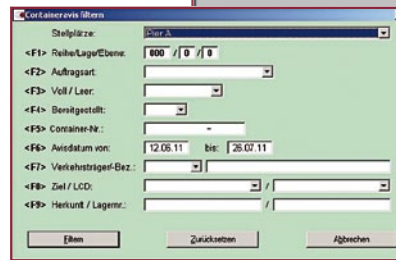 Containeravis filtern
Stellplätze: Pier A
<F1> Reihe/Lage/Ebene: 000 / 0 / 0
<F2> Auftragsart:
<F3> Voll / Leer:
<F4> Bereitgestellt:
<F5> Container-Nr.: -
<F6> Avisdatum von: 12.06.11 bis: 26.07.11
<F7> Verkehrsträger/-Bez.:
<F8> Ziel / LCD: /
<F9> Herkunft / Lagernr.: /
Filtern Zurücksetzen Abbrechen